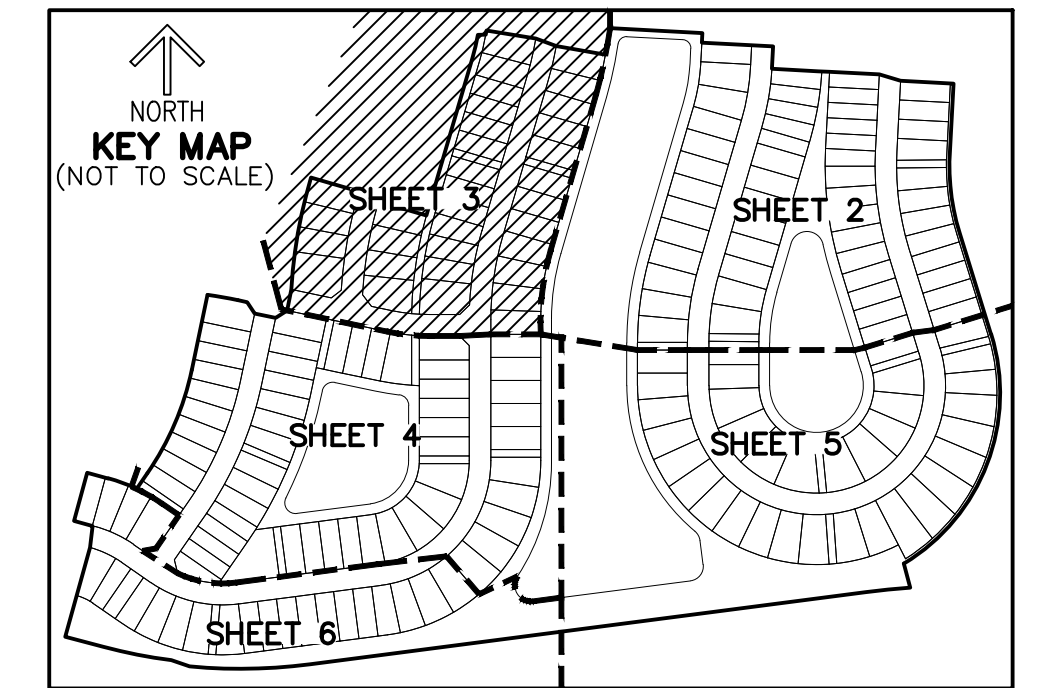 NORTH
KEY MAP
(NOT TO SCALE)
SHEET 3
SHEET 2
SHEET 4
SHEET 5
SHEET 6